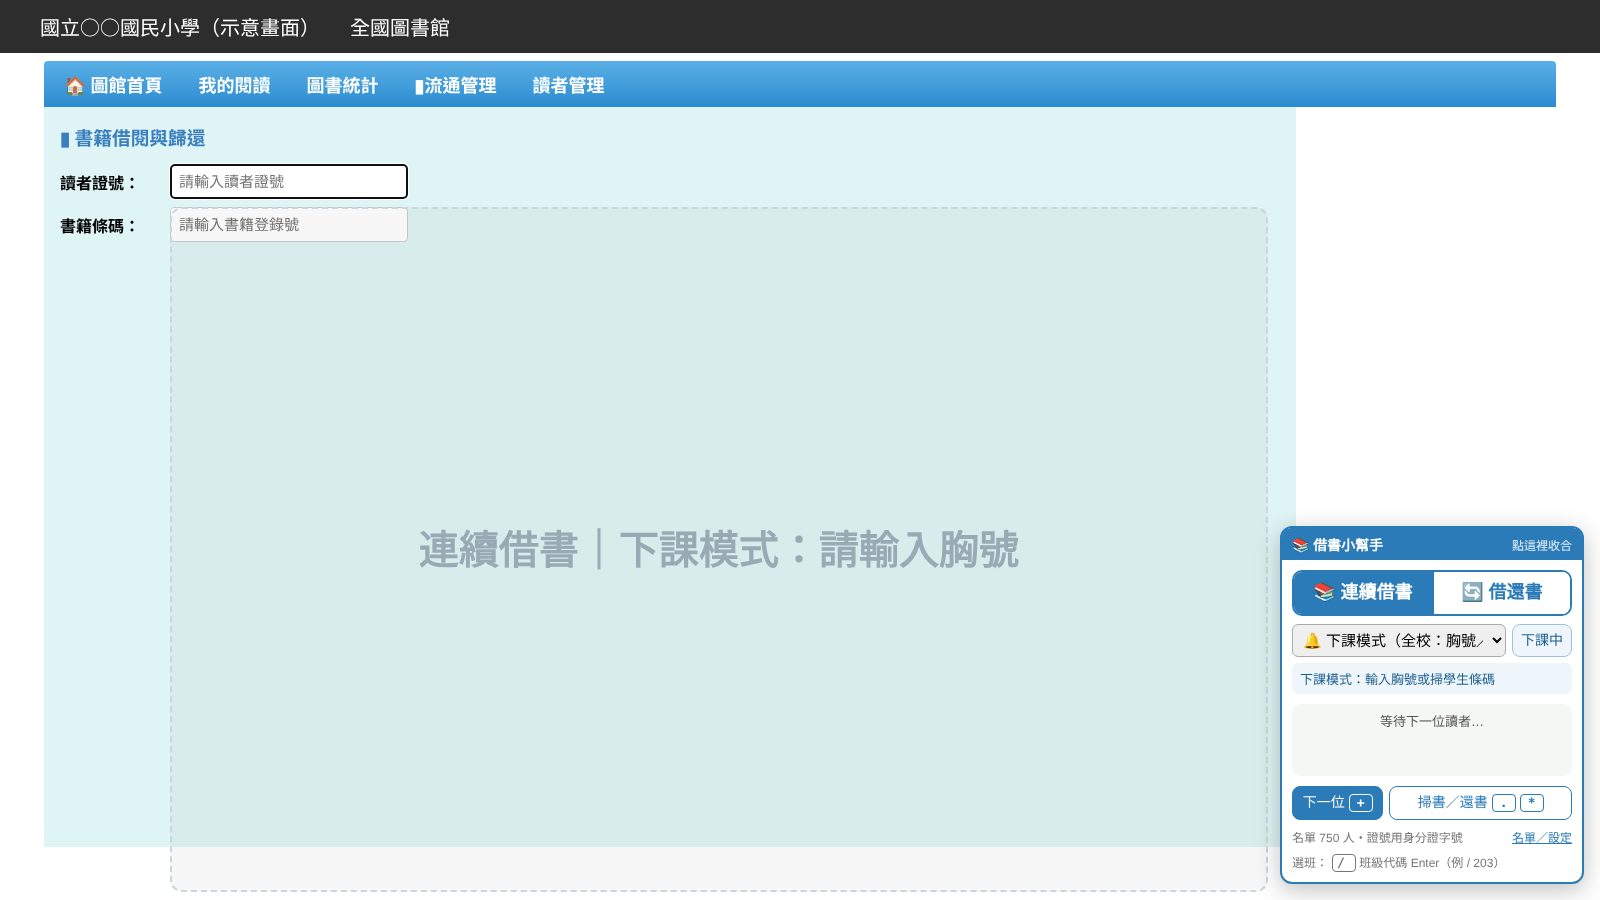 國立〇〇國民小學（示意畫面） 全國圖書館
🏠 圖館首頁 我的閱讀 圖書統計 ▮流通管理 讀者管理
▮ 書籍借閱與歸還
讀者證號： 請輸入讀者證號
書籍條碼： 請輸入書籍登錄號
連續借書｜下課模式：請輸入胸號
📚 借書小幫手 點這裡收合
📚 連續借書 🔄 借還書
🔔 下課模式（全校：胸號／ 下課中
下課模式：輸入胸號或掃學生條碼
等待下一位讀者…
下一位 + 掃書／還書 . *
名單 750 人・證號用身分證字號 名單／設定
選班： / 班級代碼 Enter（例 / 203）